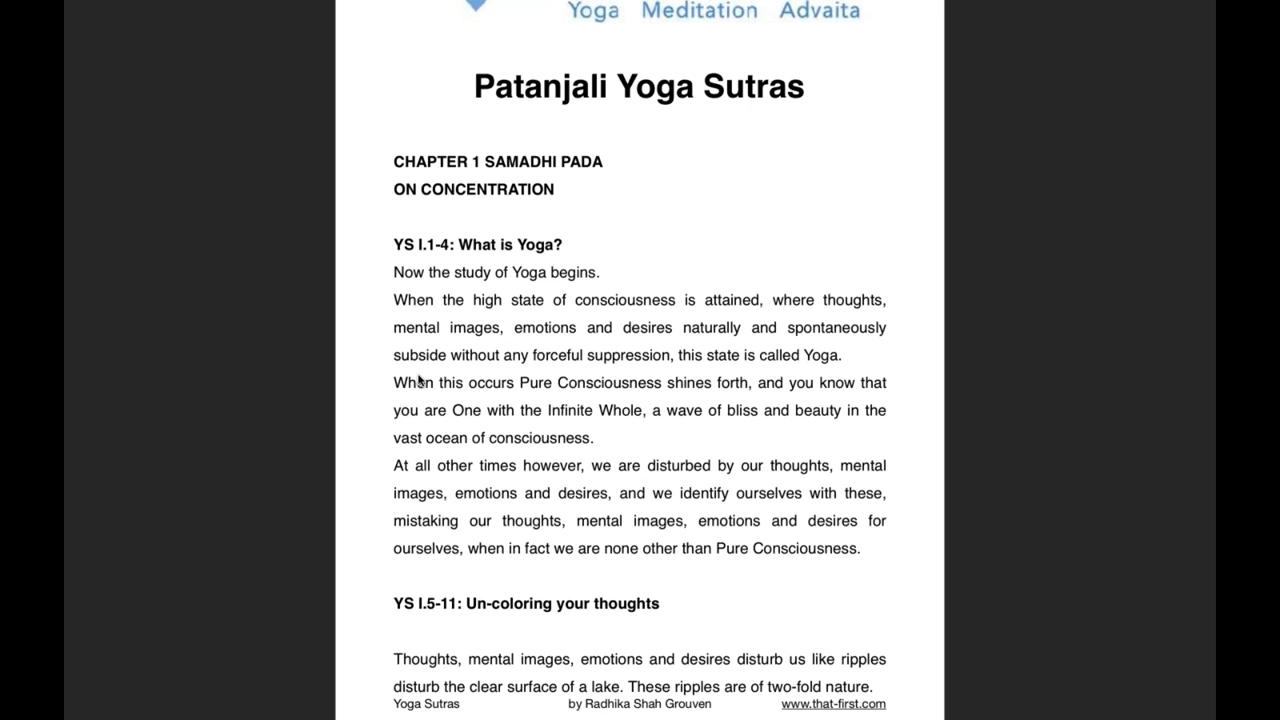 Yoga Meditation Advaita
Patanjali Yoga Sutras
CHAPTER 1 SAMADHI PADA
ON CONCENTRATION
YS I.1-4: What is Yoga?
Now the study of Yoga begins.
When the high state of consciousness is attained, where thoughts,
mental images, emotions and desires naturally and spontaneously
subside without any forceful suppression, this state is called Yoga.
When this occurs Pure Consciousness shines forth, and you know that
you are One with the Infinite Whole, a wave of bliss and beauty in the
vast ocean of consciousness.
At all other times however, we are disturbed by our thoughts, mental
images, emotions and desires, and we identify ourselves with these,
mistaking our thoughts, mental images, emotions and desires for
ourselves, when in fact we are none other than Pure Consciousness.
YS I.5-11: Un-coloring your thoughts
Thoughts, mental images, emotions and desires disturb us like ripples
disturb the clear surface of a lake. These ripples are of two-fold nature.
Yoga Sutras by Radhika Shah Grouven www.that-first.com